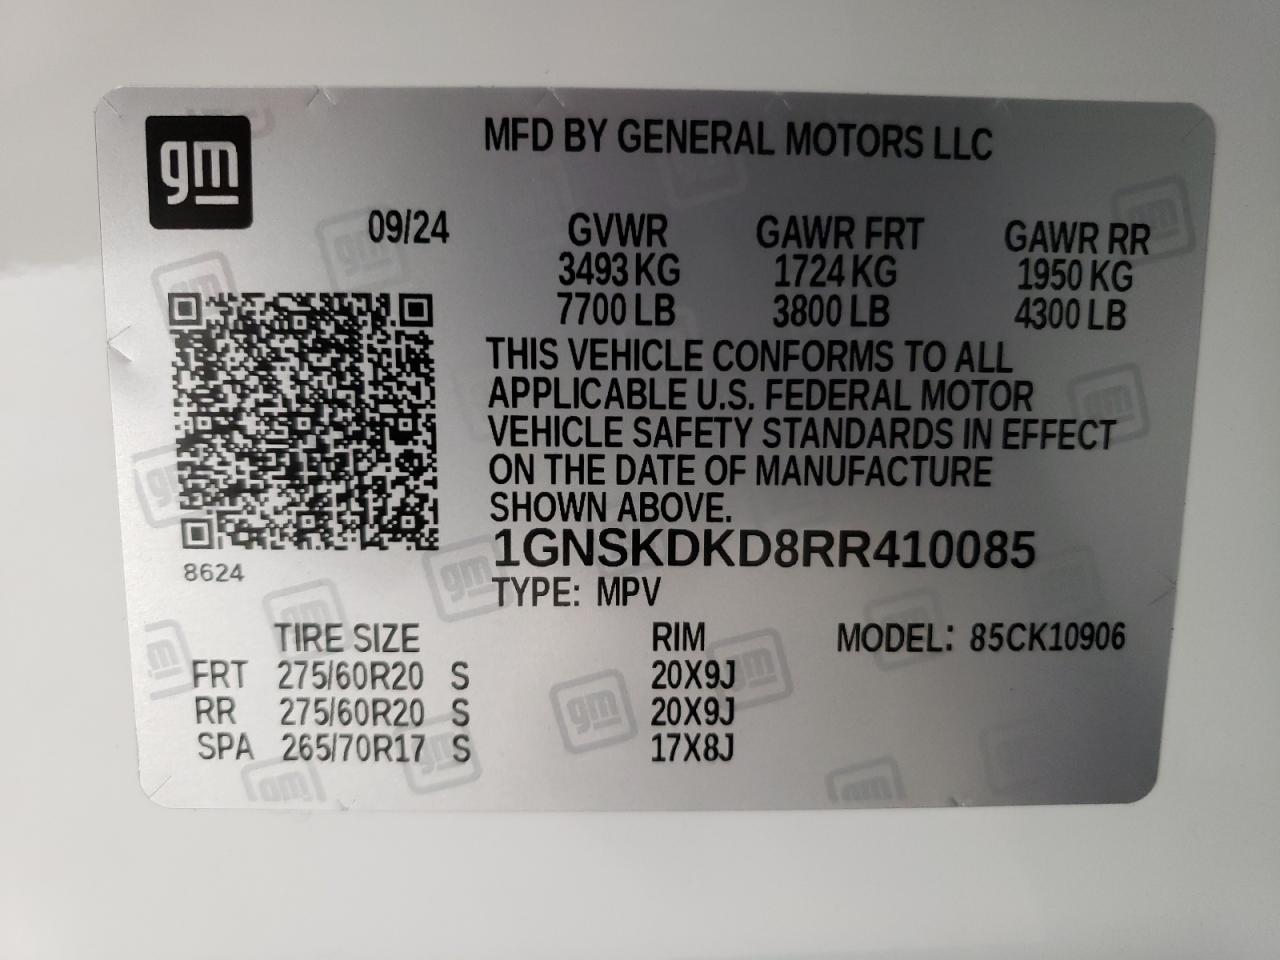 gm
MFD BY GENERAL MOTORS LLC
09/24 GVWR GAWR FRT GAWR RR
3493 KG 1724 KG 1950 KG
7700 LB 3800 LB 4300 LB
THIS VEHICLE CONFORMS TO ALL
APPLICABLE U.S. FEDERAL MOTOR
VEHICLE SAFETY STANDARDS IN EFFECT
ON THE DATE OF MANUFACTURE
SHOWN ABOVE.
1GNSKDKD8RR410085
8624
TYPE: MPV
TIRE SIZE RIM MODEL: 85CK10906
FRT 275/60R20 S 20X9J
RR 275/60R20 S 20X9J
SPA 265/70R17 S 17X8J